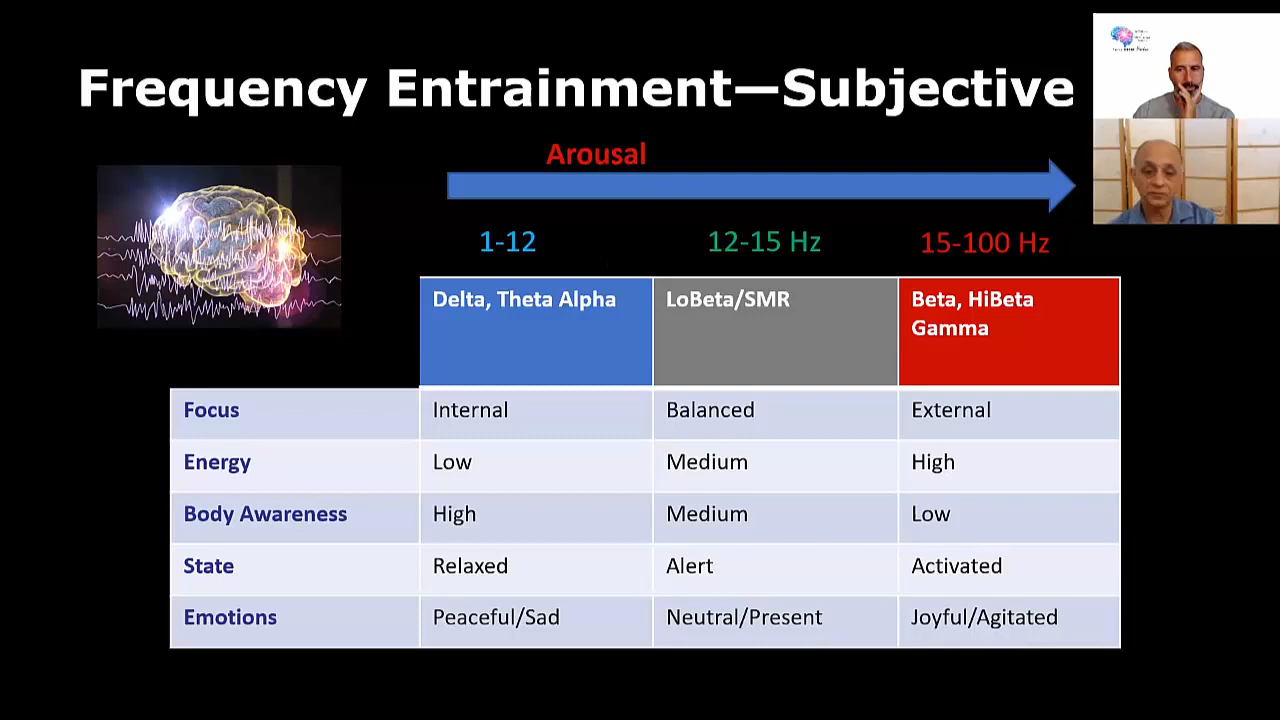 Frequency Entrainment—Subjective
Arousal
1-12 12-15 Hz 15-100 Hz
Delta, Theta Alpha LoBeta/SMR Beta, HiBeta
Gamma
Focus Internal Balanced External
Energy Low Medium High
Body Awareness High Medium Low
State Relaxed Alert Activated
Emotions Peaceful/Sad Neutral/Present Joyful/Agitated